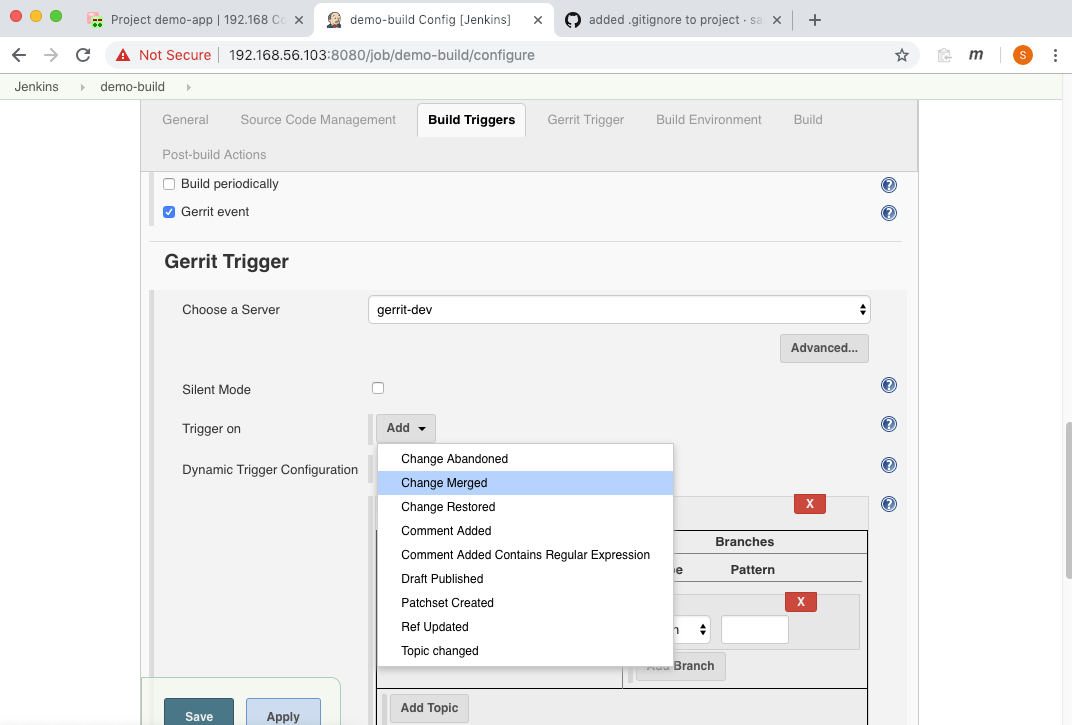 Project demo-app | 192.168 Co
demo-build Config [Jenkins]
added .gitignore to project · sa
Not Secure
192.168.56.103:8080/job/demo-build/configure
m
S
Jenkins
demo-build
General
Source Code Management
Build Triggers
Gerrit Trigger
Build Environment
Build
Post-build Actions
Build periodically
?
Gerrit event
?
Gerrit Trigger
Choose a Server
gerrit-dev
Advanced...
Silent Mode
?
Trigger on
Add
?
Dynamic Trigger Configuration
?
Change Abandoned
Change Merged
Change Restored
Comment Added
Comment Added Contains Regular Expression
Draft Published
Patchset Created
Ref Updated
Topic changed
X
?
Branches
Pattern
X
Add Branch
Add Topic
Save
Apply